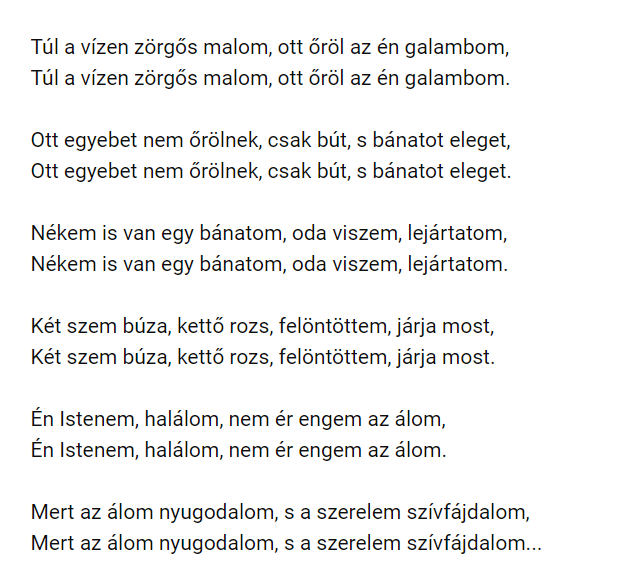 Túl a vízen zörgős malom, ott őröl az én galambom,
Túl a vízen zörgős malom, ott őröl az én galambom.
Ott egyebet nem őrölnek, csak bút, s bánatot eleget,
Ott egyebet nem őrölnek, csak bút, s bánatot eleget.
Nékem is van egy bánatom, oda viszem, lejártatom,
Nékem is van egy bánatom, oda viszem, lejártatom.
Két szem búza, kettő rozs, felöntöttem, járja most,
Két szem búza, kettő rozs, felöntöttem, járja most.
Én Istenem, halálom, nem ér engem az álom,
Én Istenem, halálom, nem ér engem az álom.
Mert az álom nyugodalom, s a szerelem szívfájdalom,
Mert az álom nyugodalom, s a szerelem szívfájdalom...